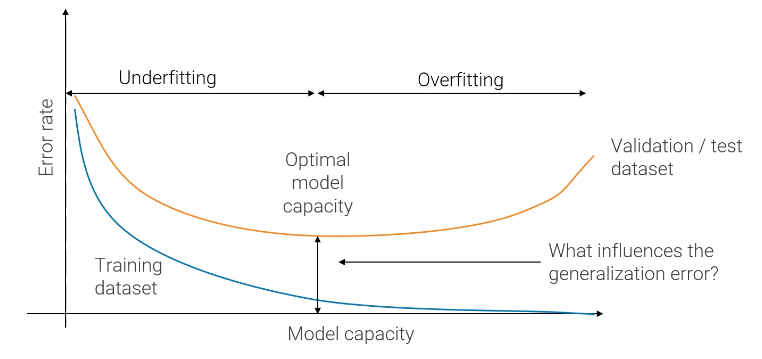 Underfitting
Overfitting
Error rate
Optimal
model
capacity
Validation / test
dataset
Training
dataset
What influences the
generalization error?
Model capacity